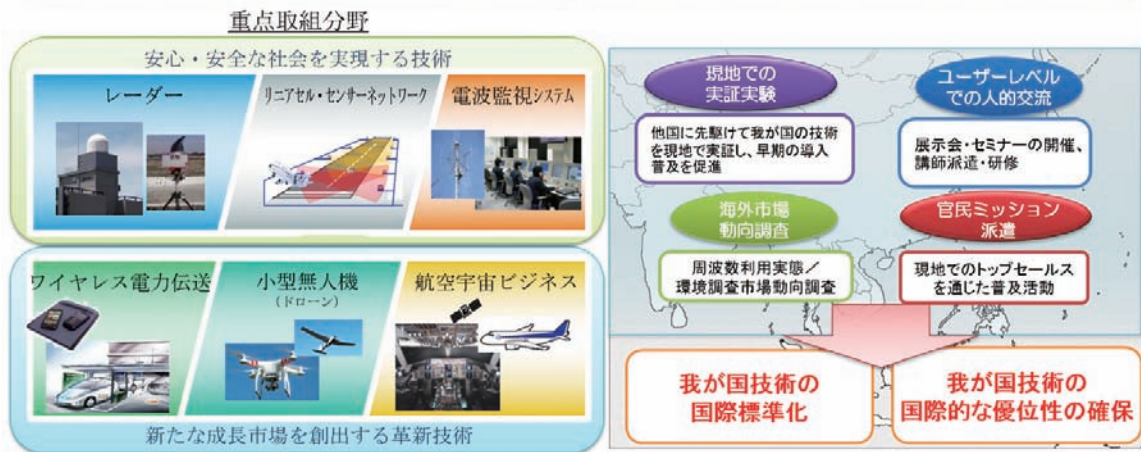 重点取組分野
安心・安全な社会を実現する技術
レーダー
リニアセル・センサーネットワーク
電波監視システム
ワイヤレス電力伝送
小型無人機
(ドローン)
航空宇宙ビジネス
新たな成長市場を創出する革新技術
現地での
実証実験
他国に先駆けて我が国の技術
を現地で実証し、早期の導入
普及を促進
ユーザーレベル
での人的交流
展示会・セミナーの開催、
講師派遣・研修
海外市場
動向調査
周波数利用実態/
環境調査市場動向調査
官民ミッション
派遣
現地でのトップセールス
を通じた普及活動
我が国技術の
国際標準化
我が国技術の
国際的な優位性の確保